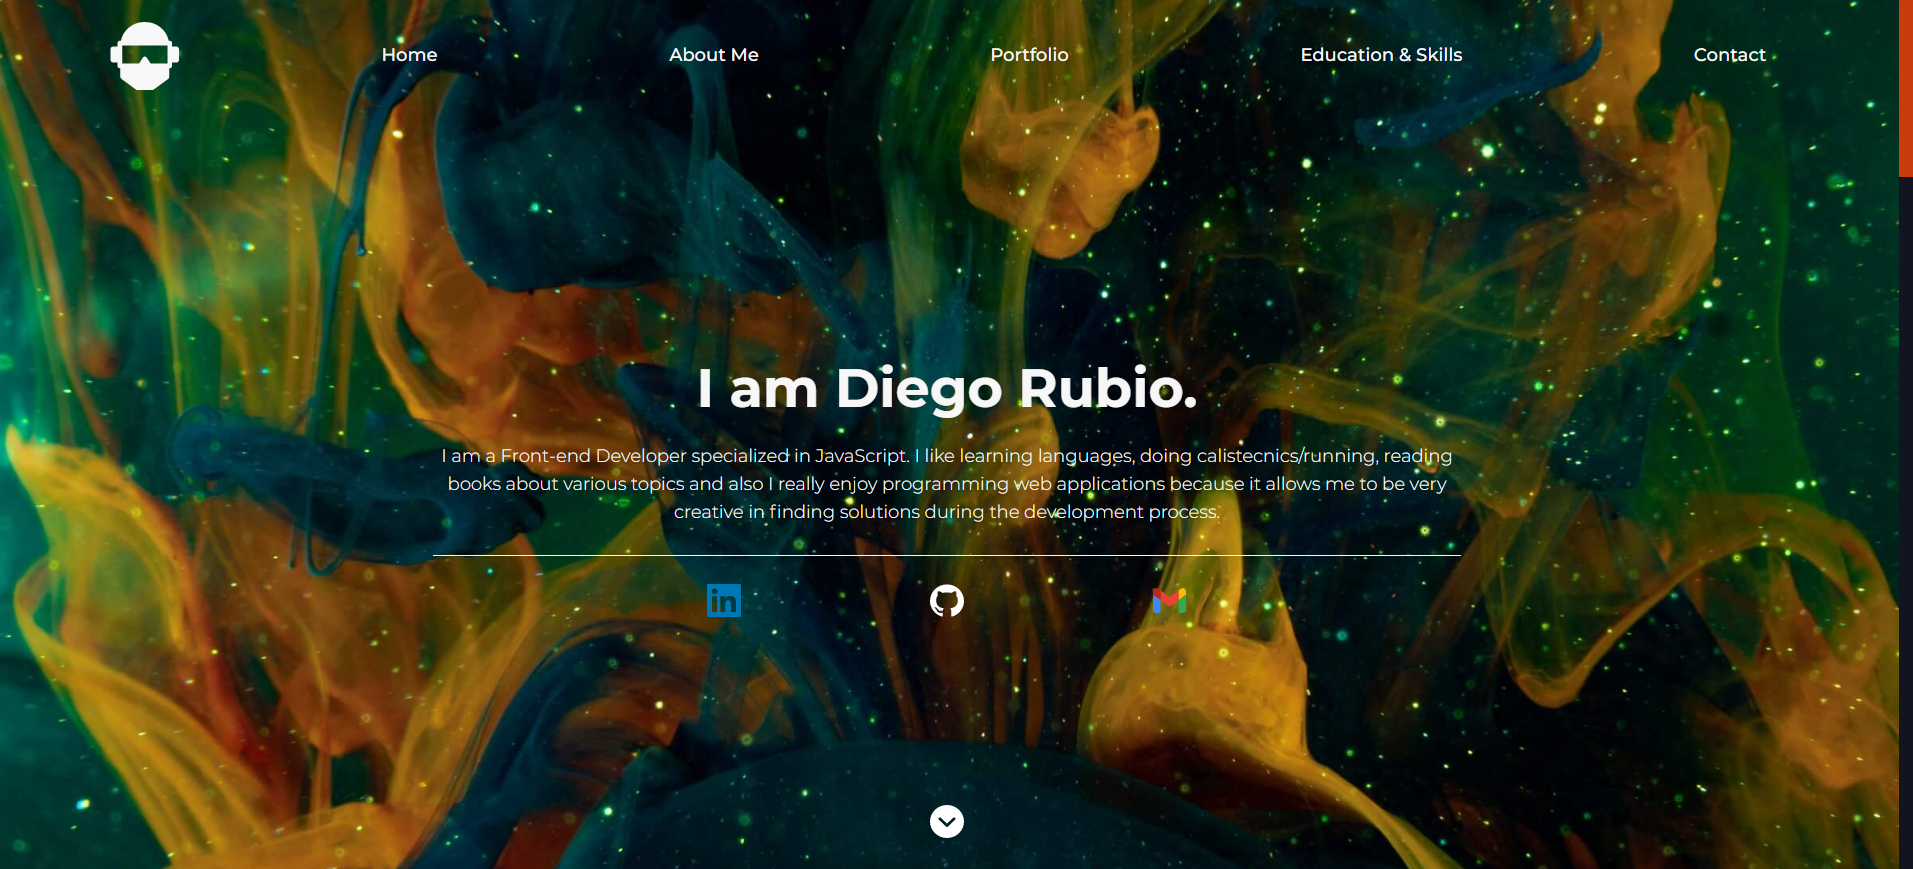 Home
About Me
Portfolio
Education & Skills
Contact
I am Diego Rubio.
I am a Front-end Developer specialized in JavaScript. I like learning languages, doing calistecnics/running, reading
books about various topics and also I really enjoy programming web applications because it allows me to be very
creative in finding solutions during the development process.
in